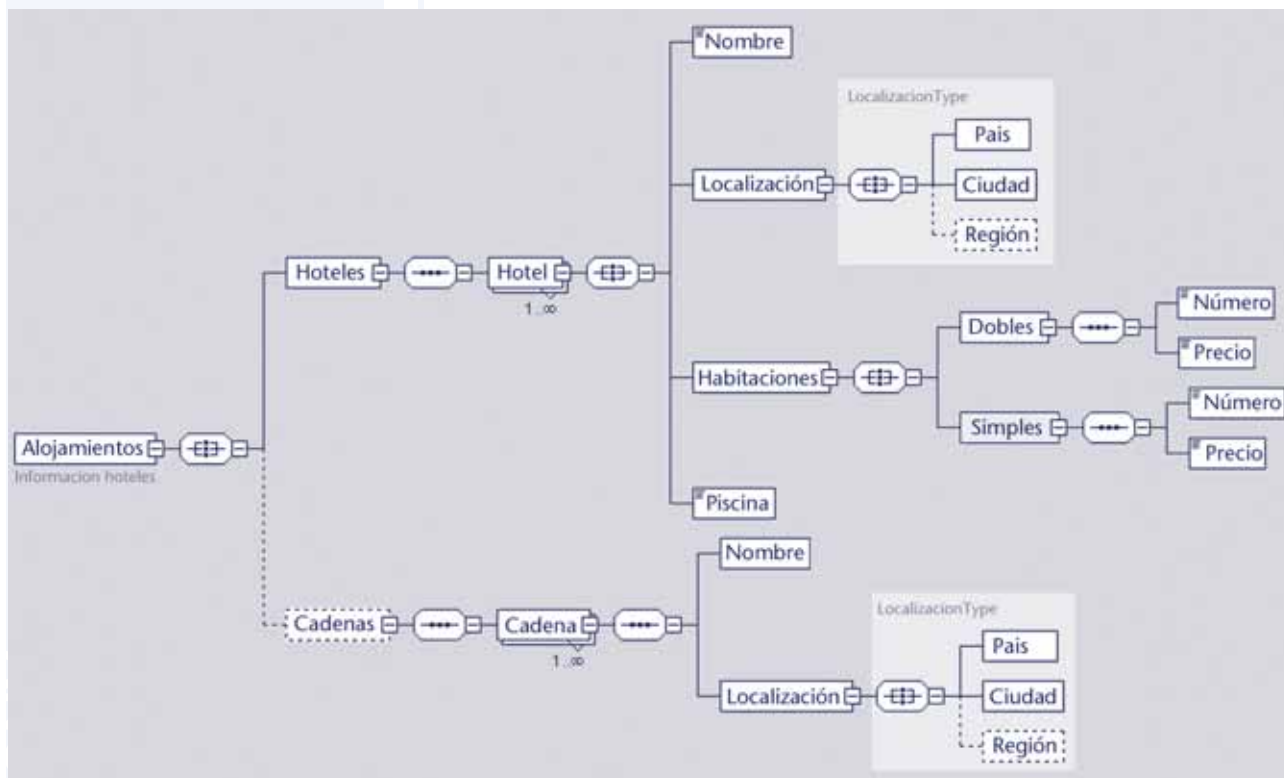 Nombre
LocalizacionType
Pais
Localización
Ciudad
Región
Hoteles
Hotel
1..∞
Dobles
Número
Precio
Habitaciones
Simples
Número
Precio
Alojamientos
Informacion hoteles
Piscina
Nombre
LocalizacionType
Cadenas
Cadena
1..∞
Pais
Localización
Ciudad
Región